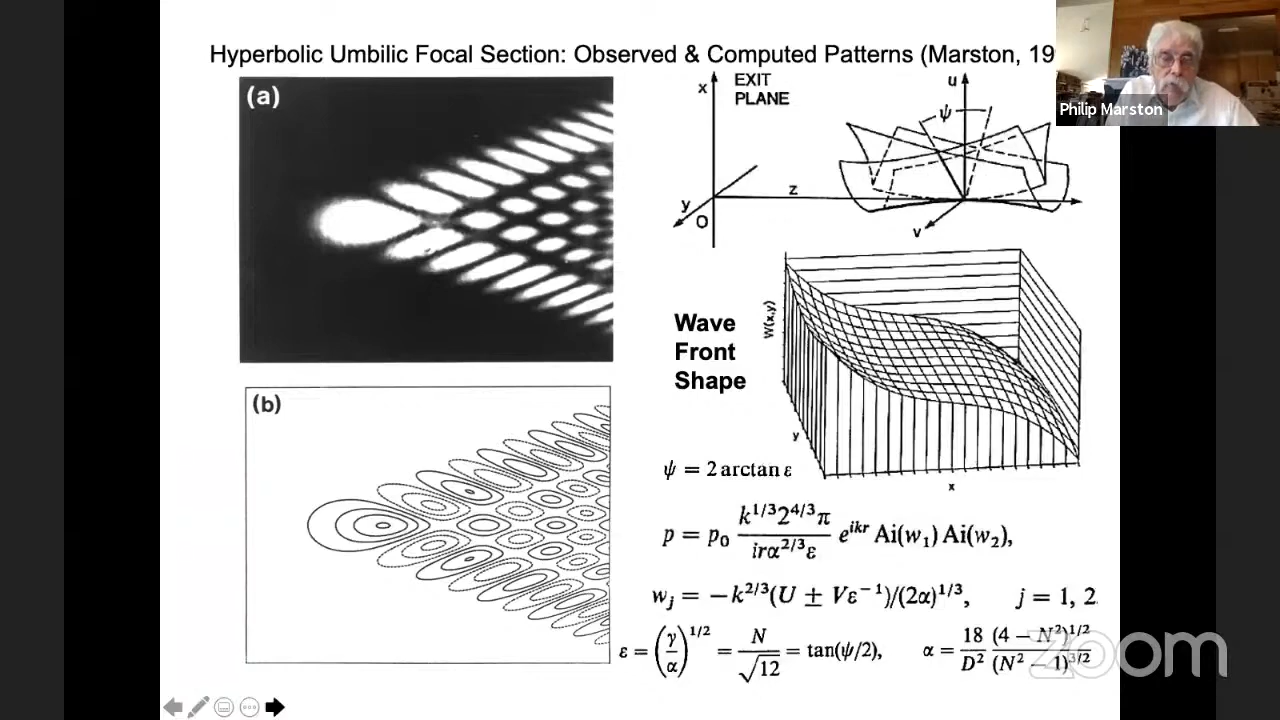 Hyperbolic Umbilic Focal Section: Observed & Computed Patterns (Marston, 19
Philip Marston
(a)
x
EXIT
PLANE
u
ψ
y
O
z
v
Wave
Front
Shape
W(x,y)
y
x
(b)
ψ = 2 arctan ε
p = p₀ k^{1/3}2^{4/3}π / irα^{2/3}ε e^{ikr} Ai(w₁) Ai(w₂),
w_j = −k^{2/3}(U ± Vε^{−1})/(2α)^{1/3}, j = 1, 2
ε = (γ/α)^{1/2} = N/√12 = tan(ψ/2), α = 18/D² (4 − N²)^{1/2}/(N² − 1)^{3/2}
zoom